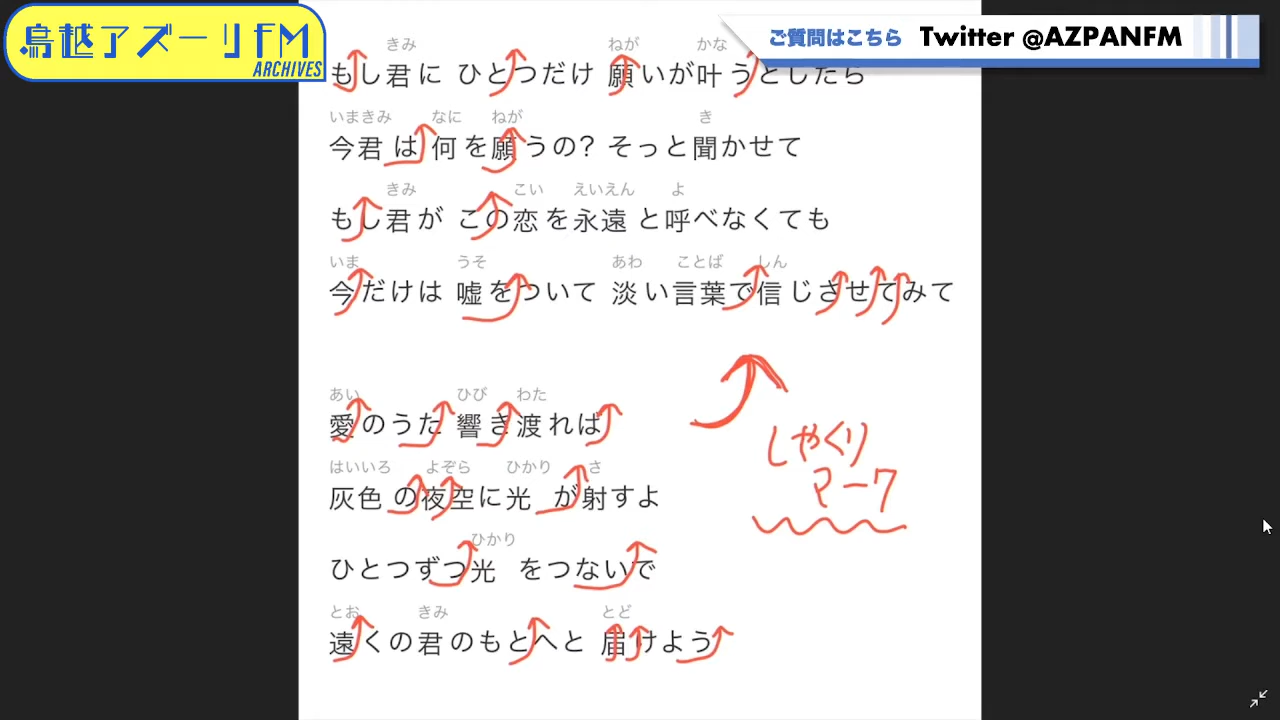 鳥越アズーリFM
ARCHIVES
ご質問はこちら Twitter @AZPANFM
きみ ねが かな
もし君に ひとつだけ 願いが叶うとしたら
いまきみ なに ねが き
今君は何を願うの? そっと聞かせて
きみ こい えいえん よ
もし君が この恋を永遠と呼べなくても
いま うそ あわ ことば しん
今だけは 嘘をついて 淡い言葉で信じさせてみて
あい ひび わた
愛のうた 響き渡れば
はいいろ よぞら ひかり さ
灰色の夜空に光が射すよ
ひかり
ひとつずつ光をつないで
とお きみ とど
遠くの君のもとへと 届けよう
しゃくり
マーク